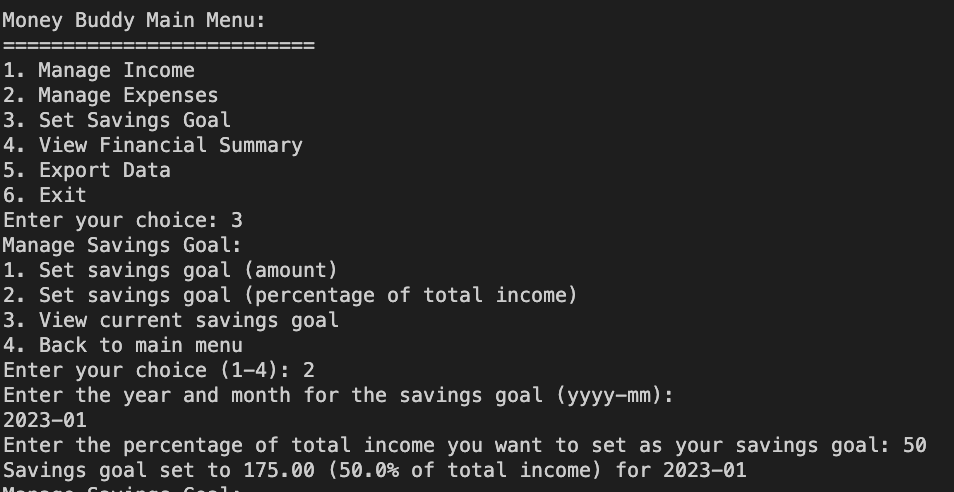 Money Buddy Main Menu:
==========================
1. Manage Income
2. Manage Expenses
3. Set Savings Goal
4. View Financial Summary
5. Export Data
6. Exit
Enter your choice: 3
Manage Savings Goal:
1. Set savings goal (amount)
2. Set savings goal (percentage of total income)
3. View current savings goal
4. Back to main menu
Enter your choice (1-4): 2
Enter the year and month for the savings goal (yyyy-mm):
2023-01
Enter the percentage of total income you want to set as your savings goal: 50
Savings goal set to 175.00 (50.0% of total income) for 2023-01
Manage Savings Goal: